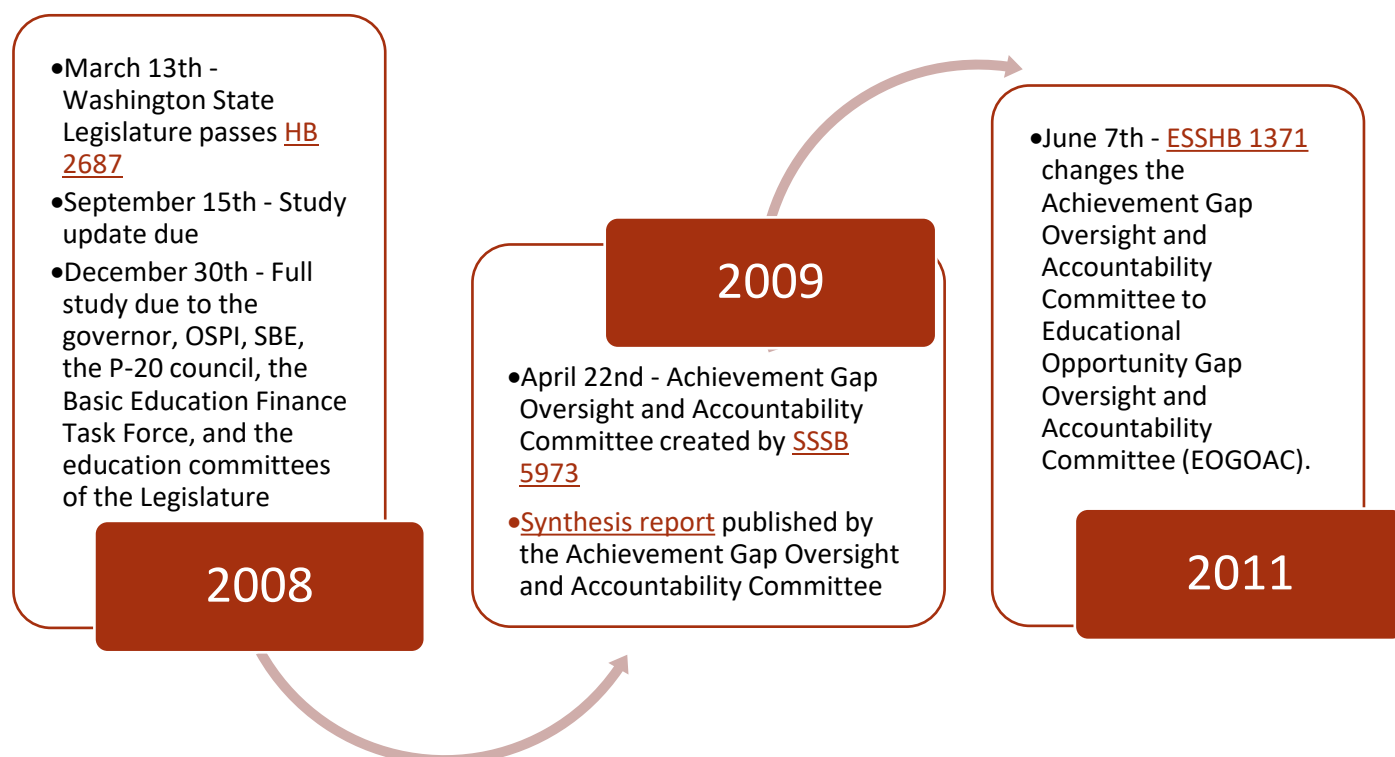 •March 13th -
Washington State
Legislature passes HB
2687
•September 15th - Study
update due
•December 30th - Full
study due to the
governor, OSPI, SBE,
the P-20 council, the
Basic Education Finance
Task Force, and the
education committees
of the Legislature
2008
2009
•April 22nd - Achievement Gap
Oversight and Accountability
Committee created by SSSB
5973
•Synthesis report published by
the Achievement Gap Oversight
and Accountability Committee
•June 7th - ESSHB 1371
changes the
Achievement Gap
Oversight and
Accountability
Committee to
Educational
Opportunity Gap
Oversight and
Accountability
Committee (EOGOAC).
2011